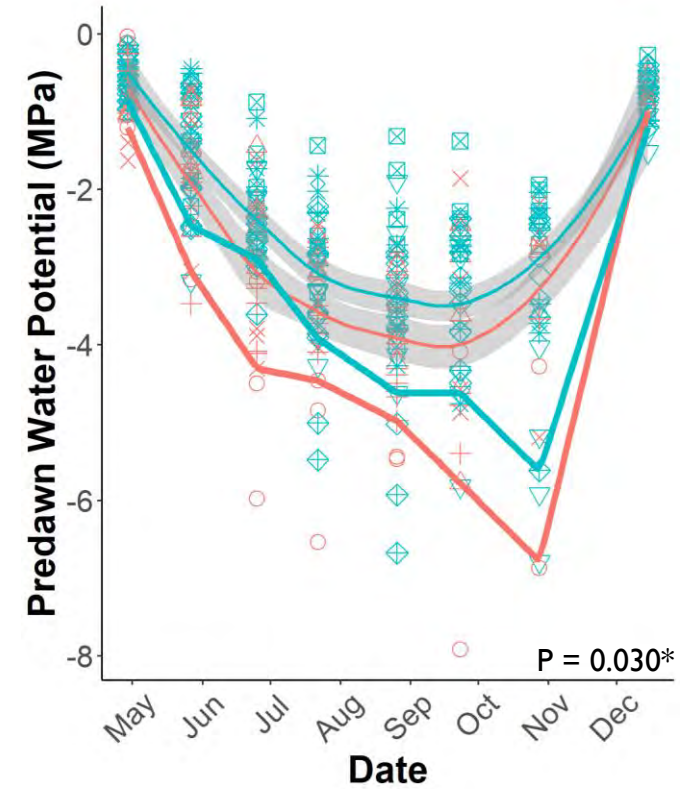 Predawn Water Potential (MPa)
0
-2
-4
-6
-8
P = 0.030*
May Jun Jul Aug Sep Oct Nov Dec
Date